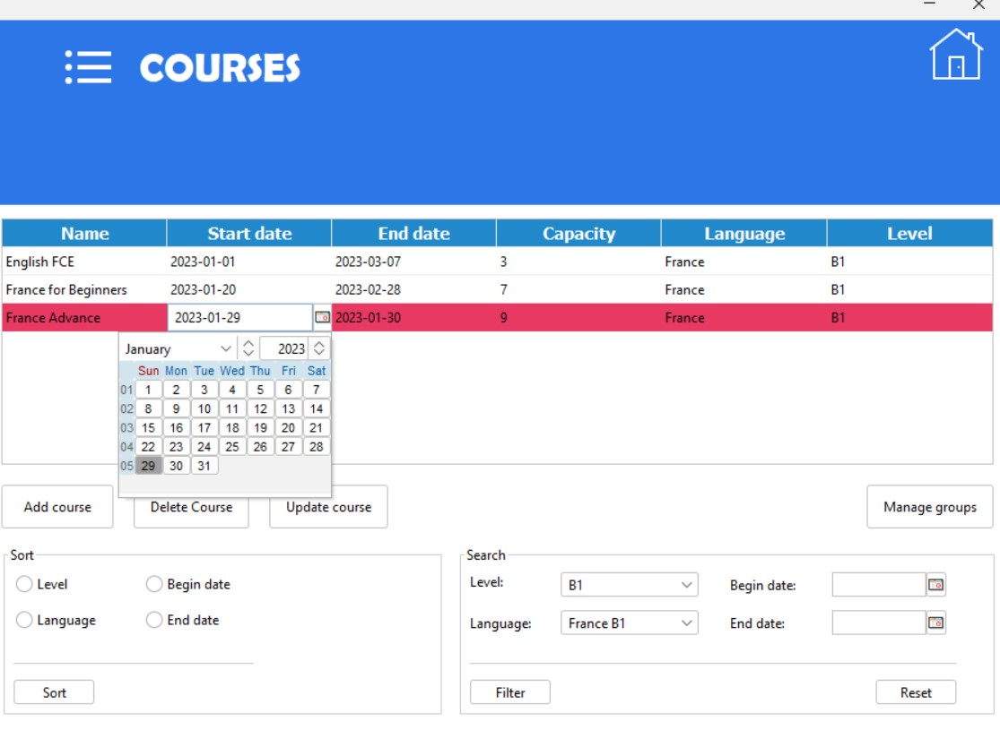 COURSES
Name Start date End date Capacity Language Level
English FCE 2023-01-01 2023-03-07 3 France B1
France for Beginners 2023-01-20 2023-02-28 7 France B1
France Advance 2023-01-29 2023-01-30 9 France B1
January 2023
Sun Mon Tue Wed Thu Fri Sat
01 1 2 3 4 5 6 7
02 8 9 10 11 12 13 14
03 15 16 17 18 19 20 21
04 22 23 24 25 26 27 28
05 29 30 31
Add course Delete Course Update course Manage groups
Sort
Level Begin date
Language End date
Sort
Search
Level: B1 Begin date:
Language: France B1 End date:
Filter Reset